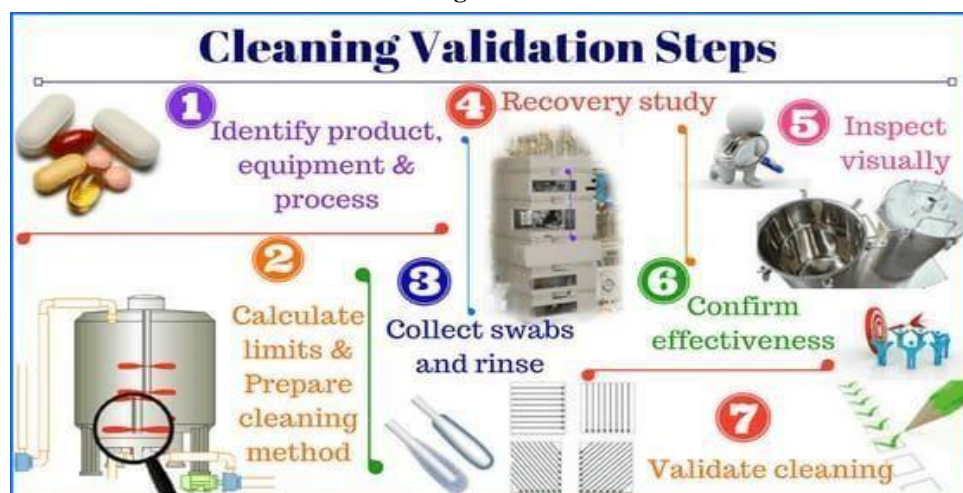 Cleaning Validation Steps
1
Identify product,
equipment &
process
2
Calculate
limits &
Prepare
cleaning
method
3
Collect swabs
and rinse
4
Recovery study
5
Inspect
visually
6
Confirm
effectiveness
7
Validate cleaning